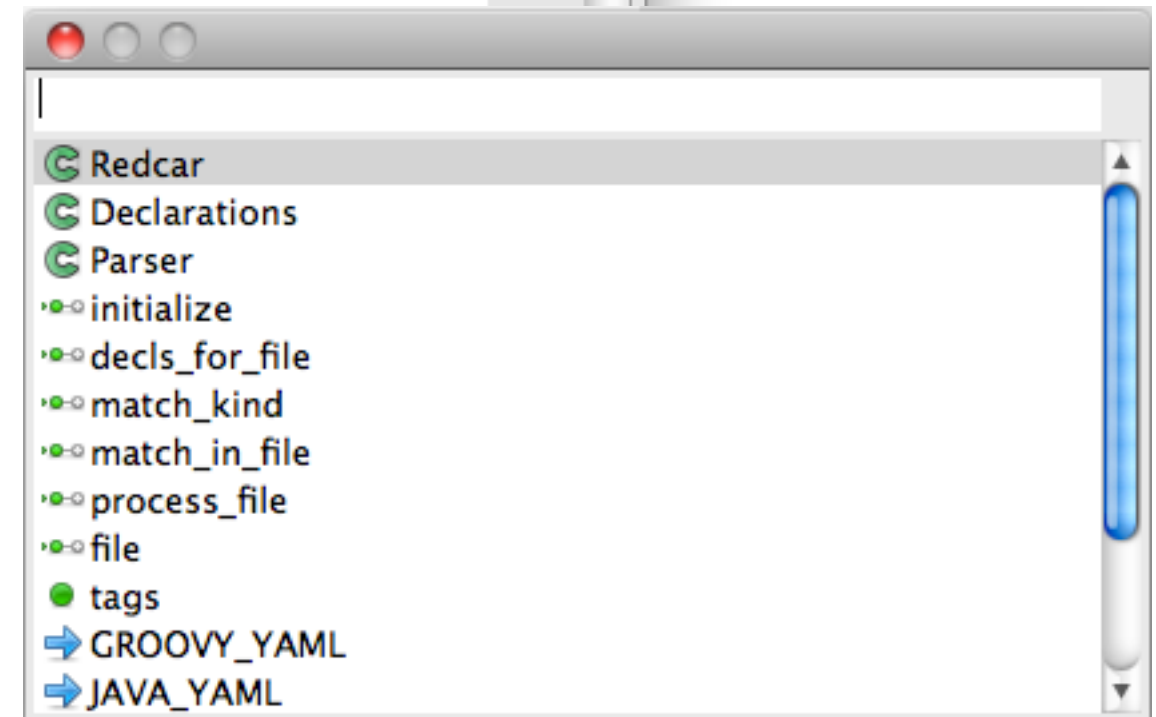 Redcar
Declarations
Parser
initialize
decls_for_file
match_kind
match_in_file
process_file
file
tags
GROOVY_YAML
JAVA_YAML